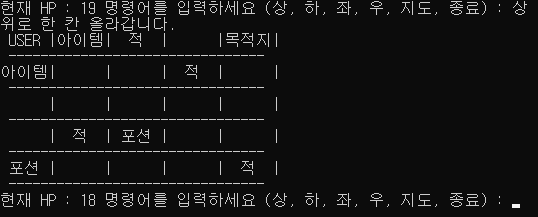 현재 HP : 19 명령어를 입력하세요 (상, 하, 좌, 우, 지도, 종료) : 상
위로 한 칸 올라갑니다.
USER |아이템| 적 | |목적지|
--------------------------------
아이템| | | 적 | |
--------------------------------
| | | | |
--------------------------------
| 적 | 포션 | | |
--------------------------------
포션 | | | | 적 |
--------------------------------
현재 HP : 18 명령어를 입력하세요 (상, 하, 좌, 우, 지도, 종료) :